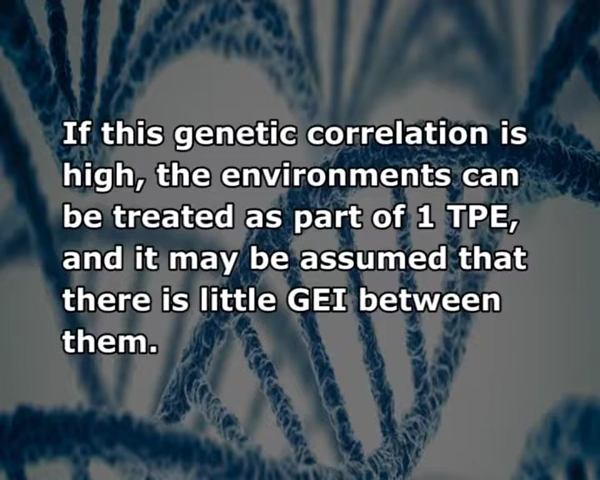 If this genetic correlation is
high, the environments can
be treated as part of 1 TPE,
and it may be assumed that
there is little GEI between
them.